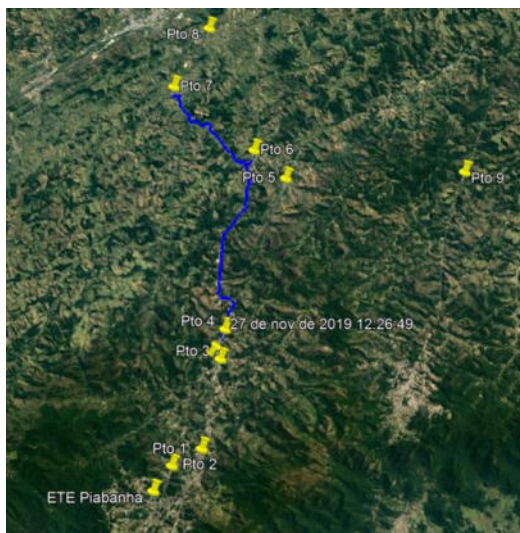 Pto 8
Pto 7
Pto 6
Pto 5
Pto 9
Pto 4
27 de nov de 2019 12:26:49
Pto 3
Pto 1
Pto 2
ETE Piabanha